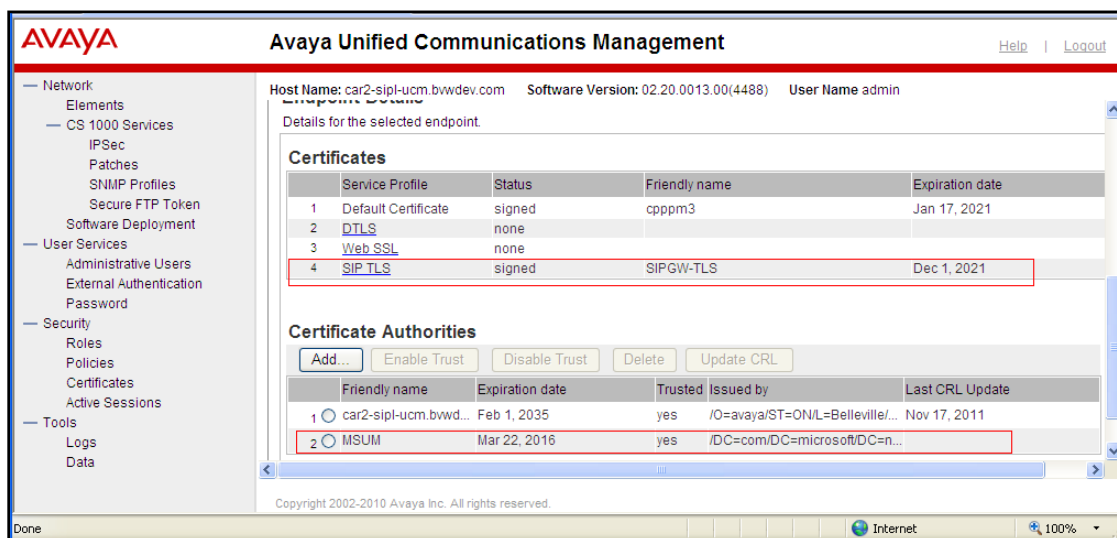 AVAYA
Avaya Unified Communications Management
Help | Logout
Network
Elements
CS 1000 Services
IPSec
Patches
SNMP Profiles
Secure FTP Token
Software Deployment
User Services
Administrative Users
External Authentication
Password
Security
Roles
Policies
Certificates
Active Sessions
Tools
Logs
Data
Host Name: car2-sipl-ucm.bvwdev.com Software Version: 02.20.0013.00(4488) User Name admin
Endpoint Details
Details for the selected endpoint.
Certificates
Service Profile Status Friendly name Expiration date
1 Default Certificate signed cpppm3 Jan 17, 2021
2 DTLS none
3 Web SSL none
4 SIP TLS signed SIPGW-TLS Dec 1, 2021
Certificate Authorities
Add... Enable Trust Disable Trust Delete Update CRL
Friendly name Expiration date Trusted Issued by Last CRL Update
1 car2-sipl-ucm.bvwd... Feb 1, 2035 yes /O=avaya/ST=ON/L=Belleville/... Nov 17, 2011
2 MSUM Mar 22, 2016 yes /DC=com/DC=microsoft/DC=n...
Copyright 2002-2010 Avaya Inc. All rights reserved.
Done Internet 100%